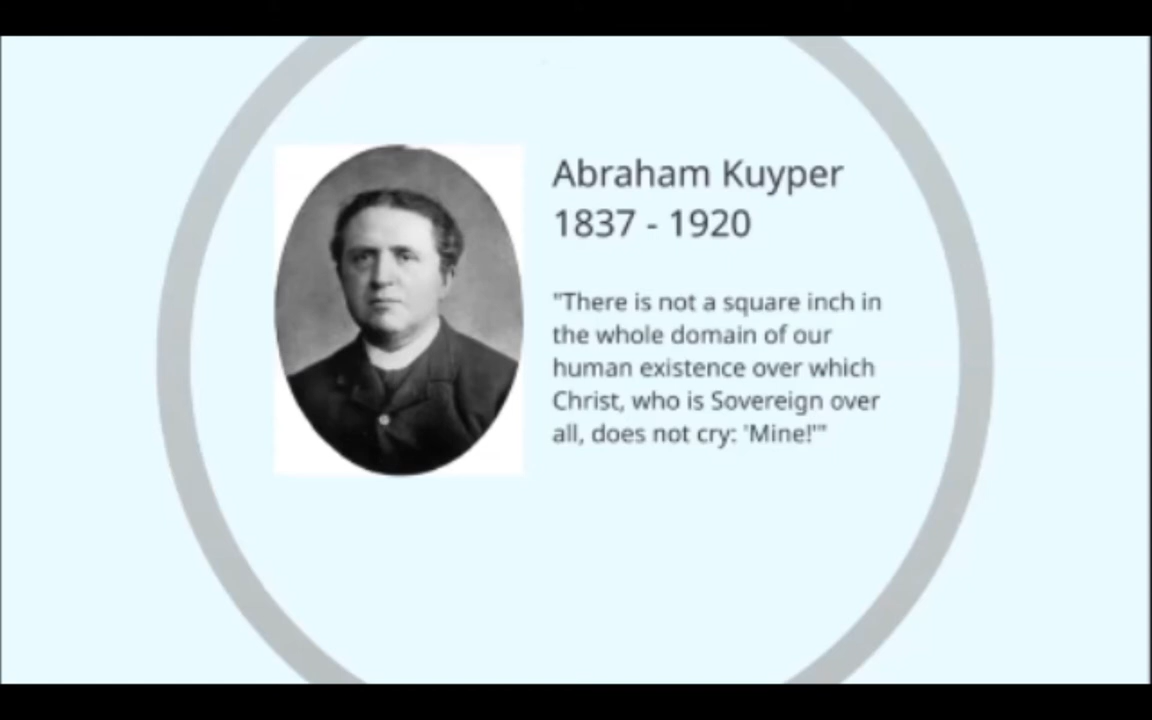 Abraham Kuyper
1837 - 1920
"There is not a square inch in
the whole domain of our
human existence over which
Christ, who is Sovereign over
all, does not cry: 'Mine!'"